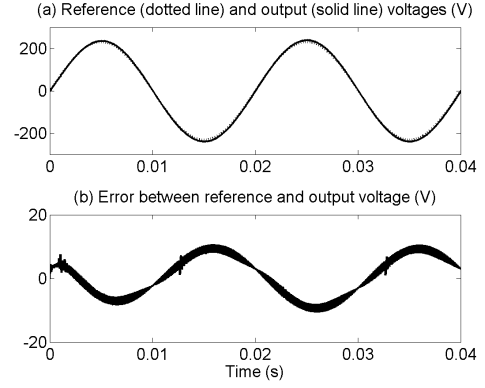 (a) Reference (dotted line) and output (solid line) voltages (V)
200
0
-200
0 0.01 0.02 0.03 0.04
(b) Error between reference and output voltage (V)
20
0
-20
0 0.01 0.02 0.03 0.04
Time (s)